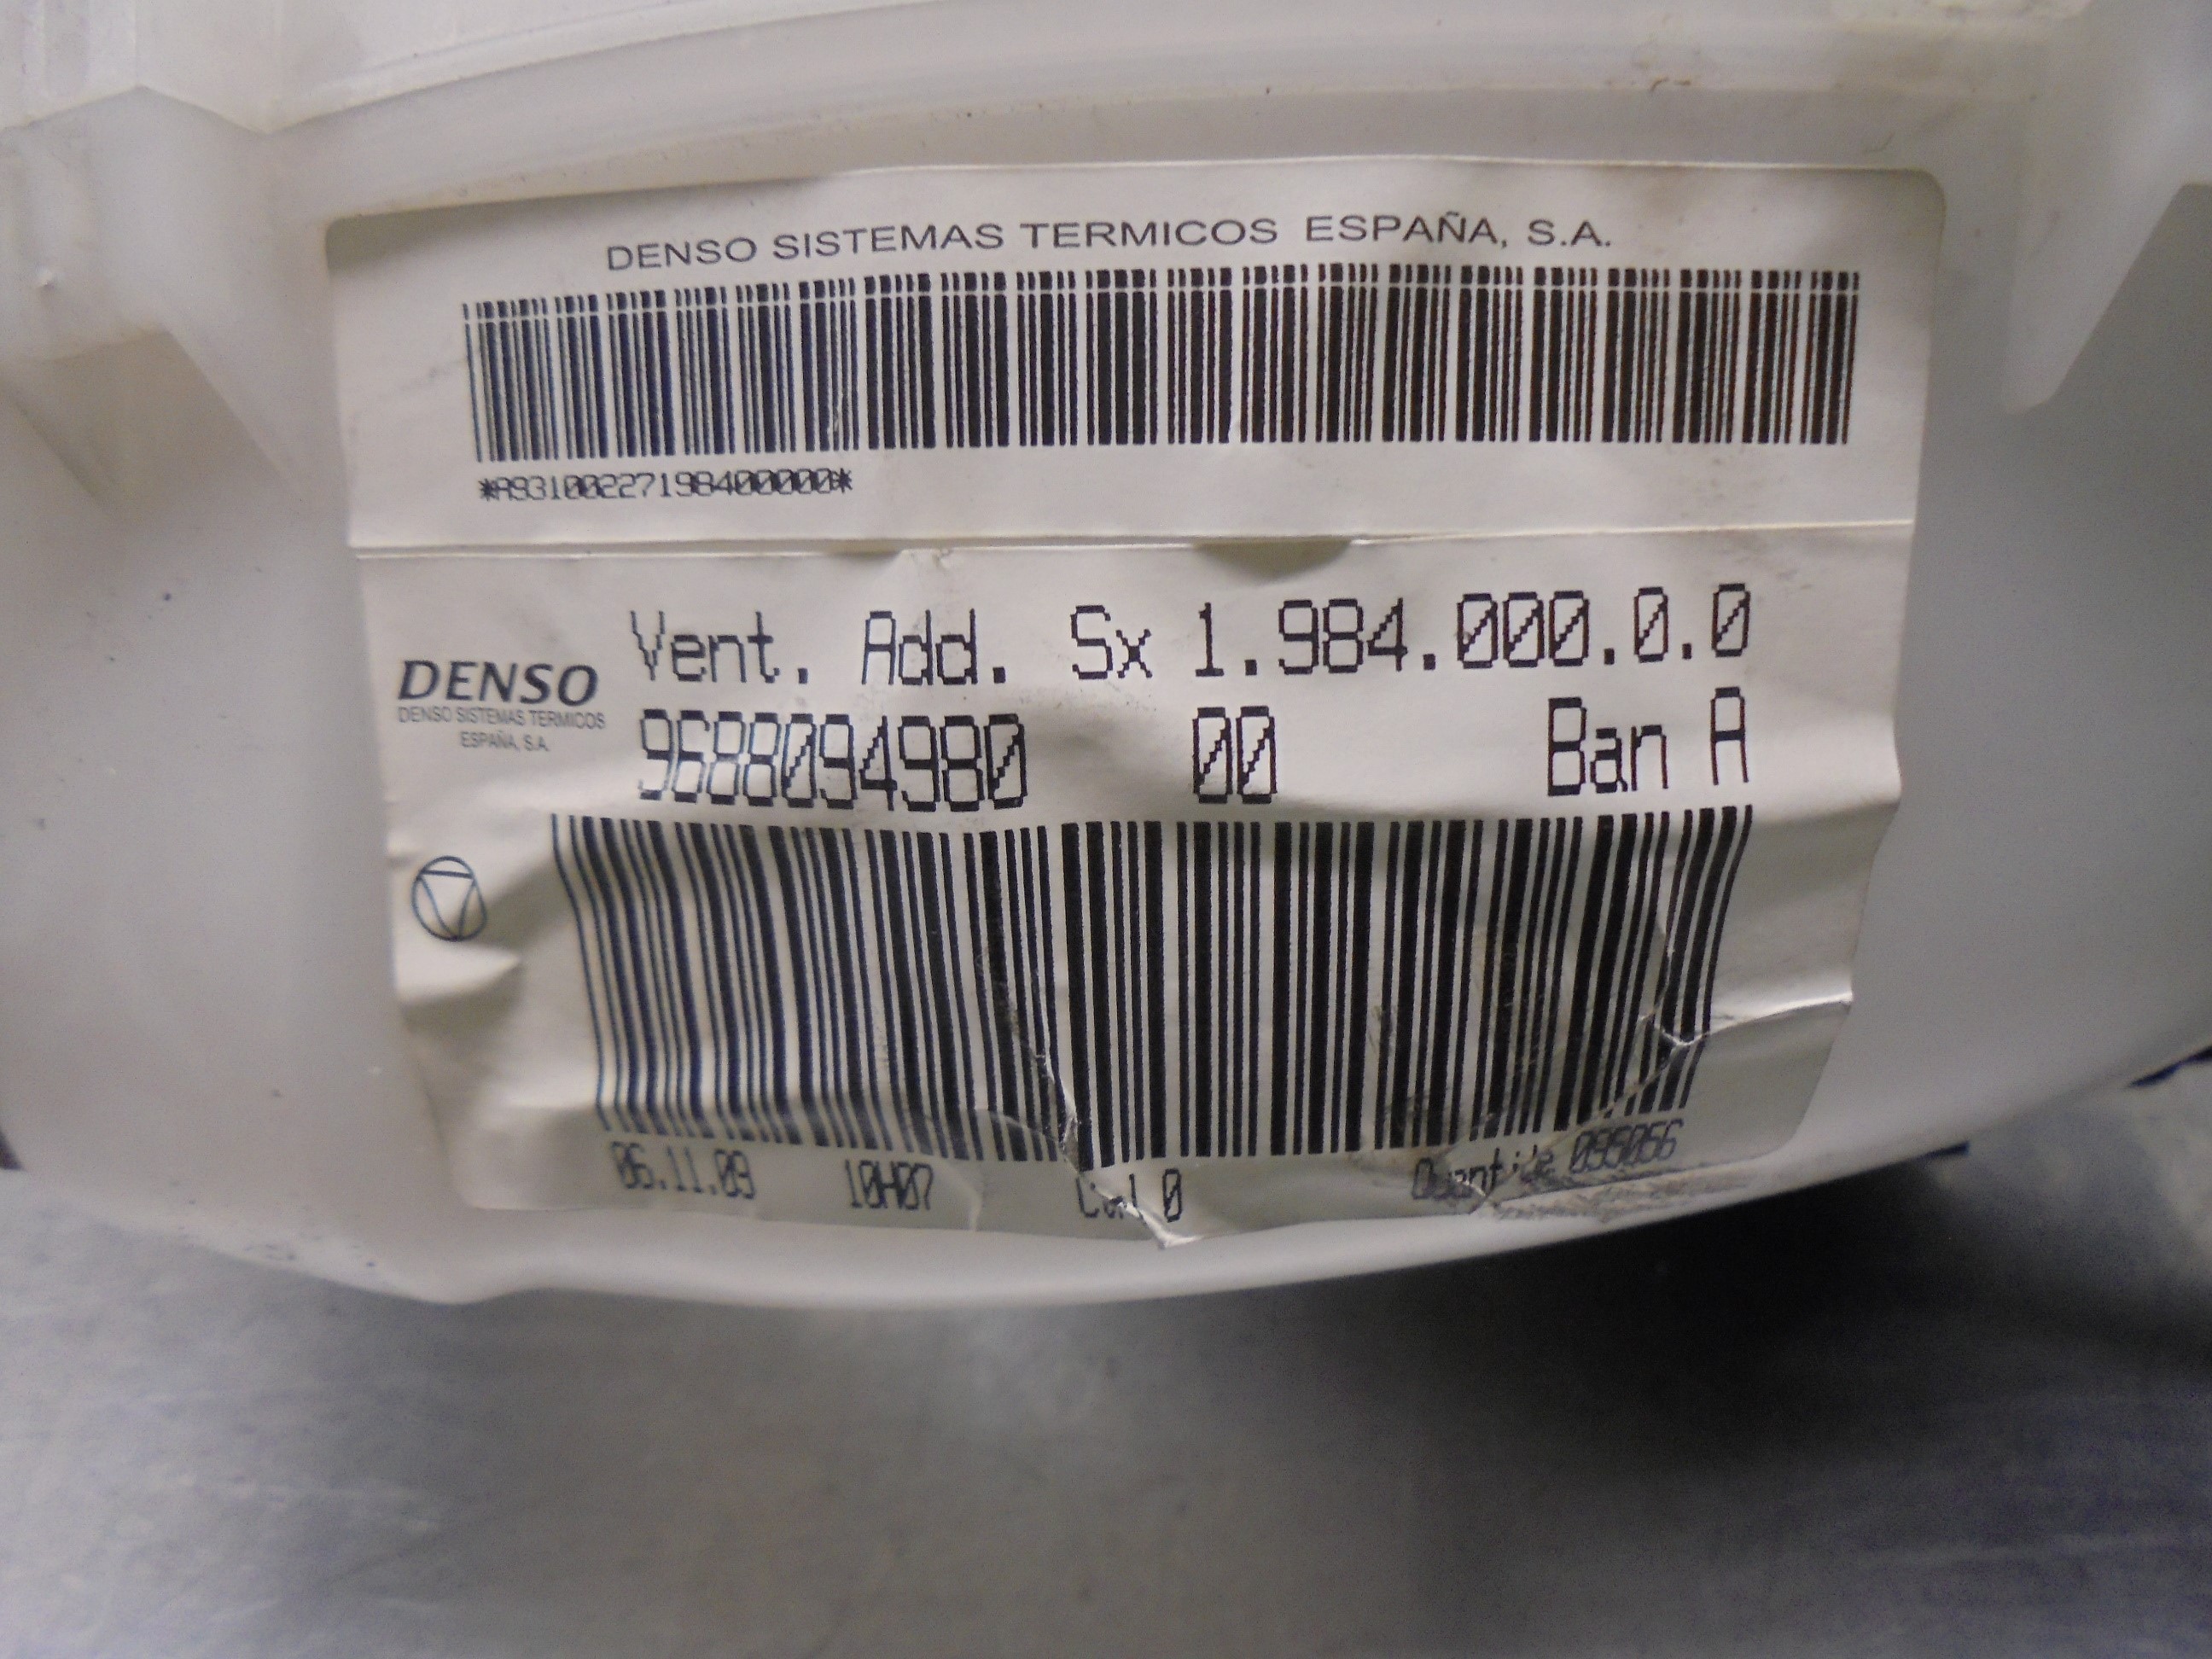 DENSO SISTEMAS TERMICOS ESPAÑA, S.A.
*A93100227198400000*
Vent. Add. Sx 1.984.000.0.0
DENSO
DENSO SISTEMAS TERMICOS
ESPAÑA, S.A.
9688094980 00 Ban A
06.11.09 10H07 0